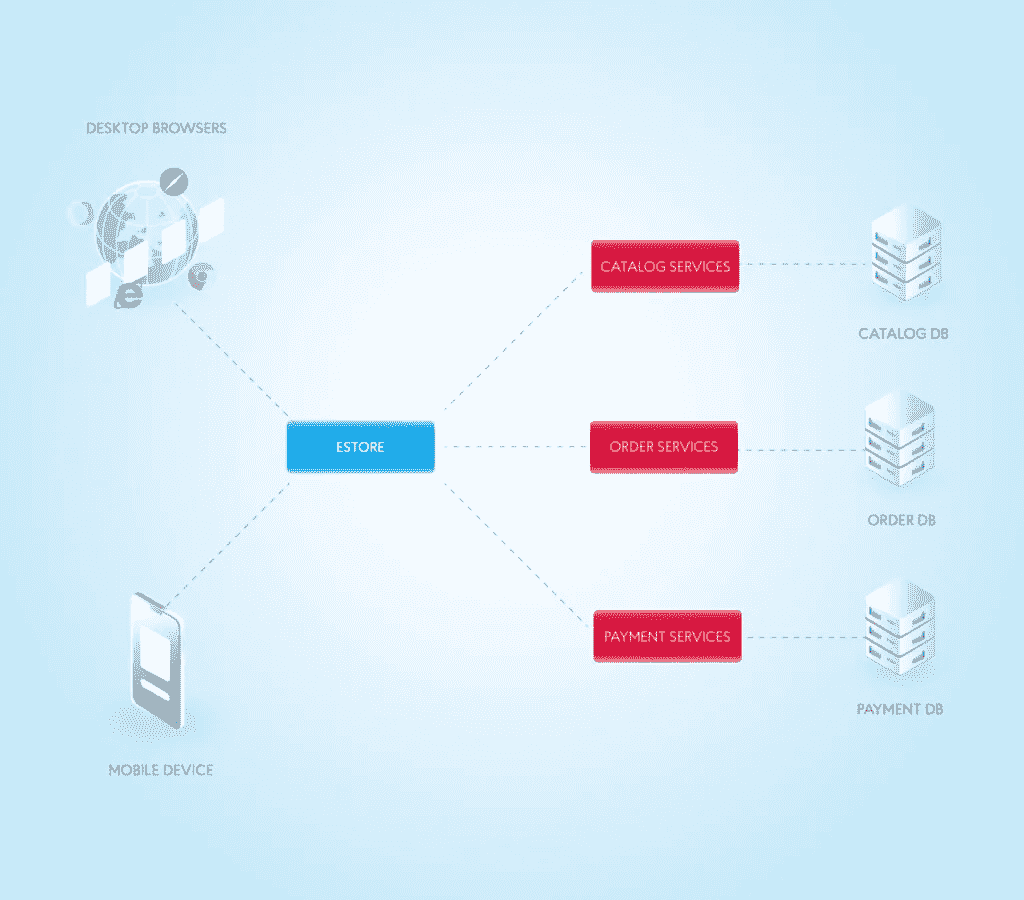 DESKTOP BROWSERS
CATALOG SERVICES
CATALOG DB
ESTORE
ORDER SERVICES
ORDER DB
PAYMENT SERVICES
PAYMENT DB
MOBILE DEVICE